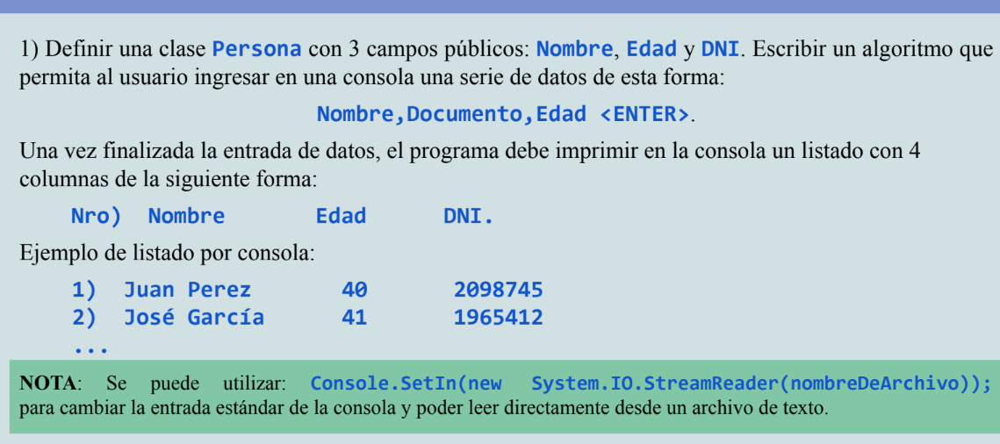 1) Definir una clase Persona con 3 campos públicos: Nombre, Edad y DNI. Escribir un algoritmo que
permita al usuario ingresar en una consola una serie de datos de esta forma:
Nombre,Documento,Edad <ENTER>.
Una vez finalizada la entrada de datos, el programa debe imprimir en la consola un listado con 4
columnas de la siguiente forma:
Nro) Nombre Edad DNI.
Ejemplo de listado por consola:
1) Juan Perez 40 2098745
2) José García 41 1965412
...
NOTA: Se puede utilizar: Console.SetIn(new System.IO.StreamReader(nombreDeArchivo));
para cambiar la entrada estándar de la consola y poder leer directamente desde un archivo de texto.